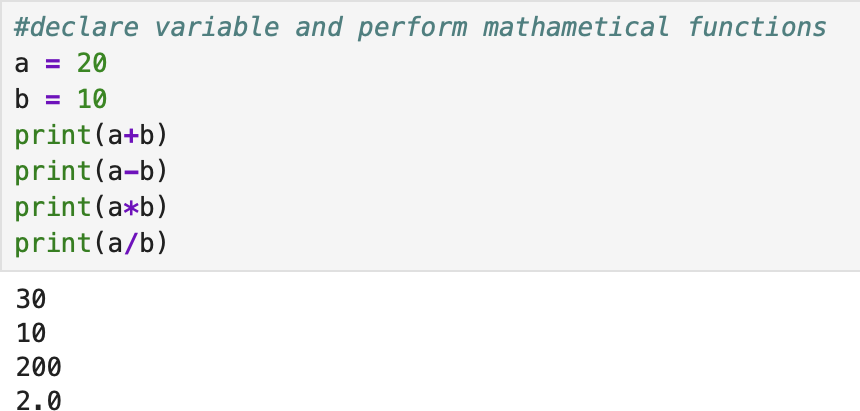 #declare variable and perform mathametical functions
a = 20
b = 10
print(a+b)
print(a-b)
print(a*b)
print(a/b)
30
10
200
2.0